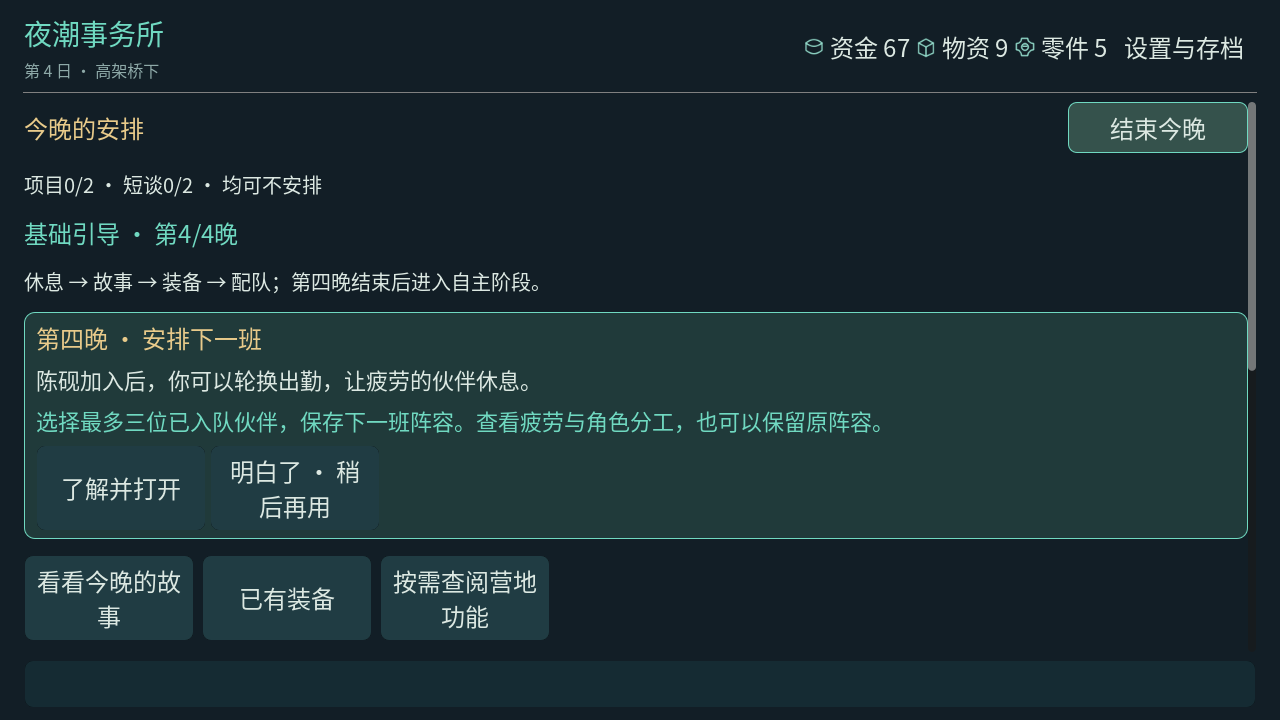 夜潮事务所
第 4 日 · 高架桥下
资金 67 物资 9 零件 5 设置与存档
今晚的安排
结束今晚
项目0/2 · 短谈0/2 · 均可不安排
基础引导 · 第4/4晚
休息 → 故事 → 装备 → 配队；第四晚结束后进入自主阶段。
第四晚 · 安排下一班
陈砚加入后，你可以轮换出勤，让疲劳的伙伴休息。
选择最多三位已入队伙伴，保存下一班阵容。查看疲劳与角色分工，也可以保留原阵容。
了解并打开
明白了 · 稍
后再用
看看今晚的故
事
已有装备
按需查阅营地
功能